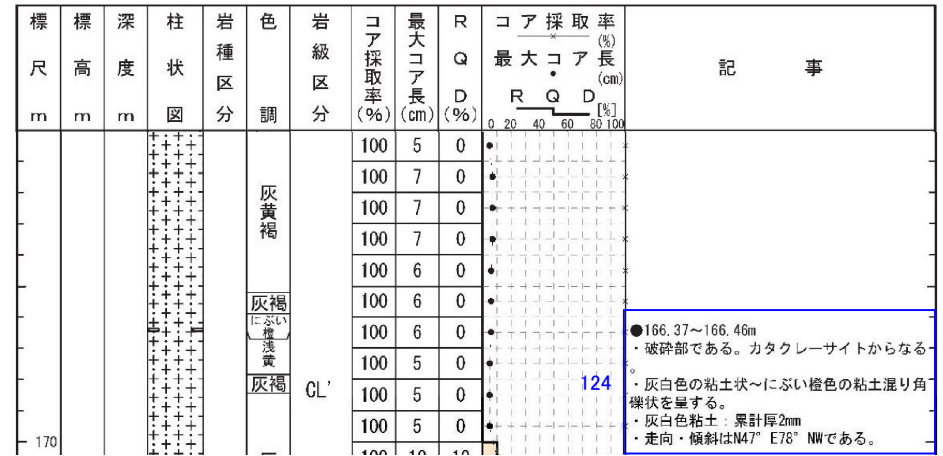 標尺m
標高m
深度m
柱状図
岩種区分
色調
岩級区分
コア採取率(%)
最大コア長(cm)
RQD(%)
コア採取率(%)
最大コア長(cm)
RQD[%]
0 20 40 60 80 100
記事
100 5 0
100 7 0
100 7 0
100 7 0
100 6 0
100 6 0
100 6 0
100 5 0
100 5 0
100 5 0
100 10 10
灰黄褐
灰褐
にぶい橙
浅黄
灰褐
CL'
170
124
●166.37～166.46m
・破砕部である。カタクレーサイトからなる
。
・灰白色の粘土状～にぶい橙色の粘土混り角
礫状を呈する。
・灰白色粘土：累計厚2mm
・走向・傾斜はN47°E78°NWである。